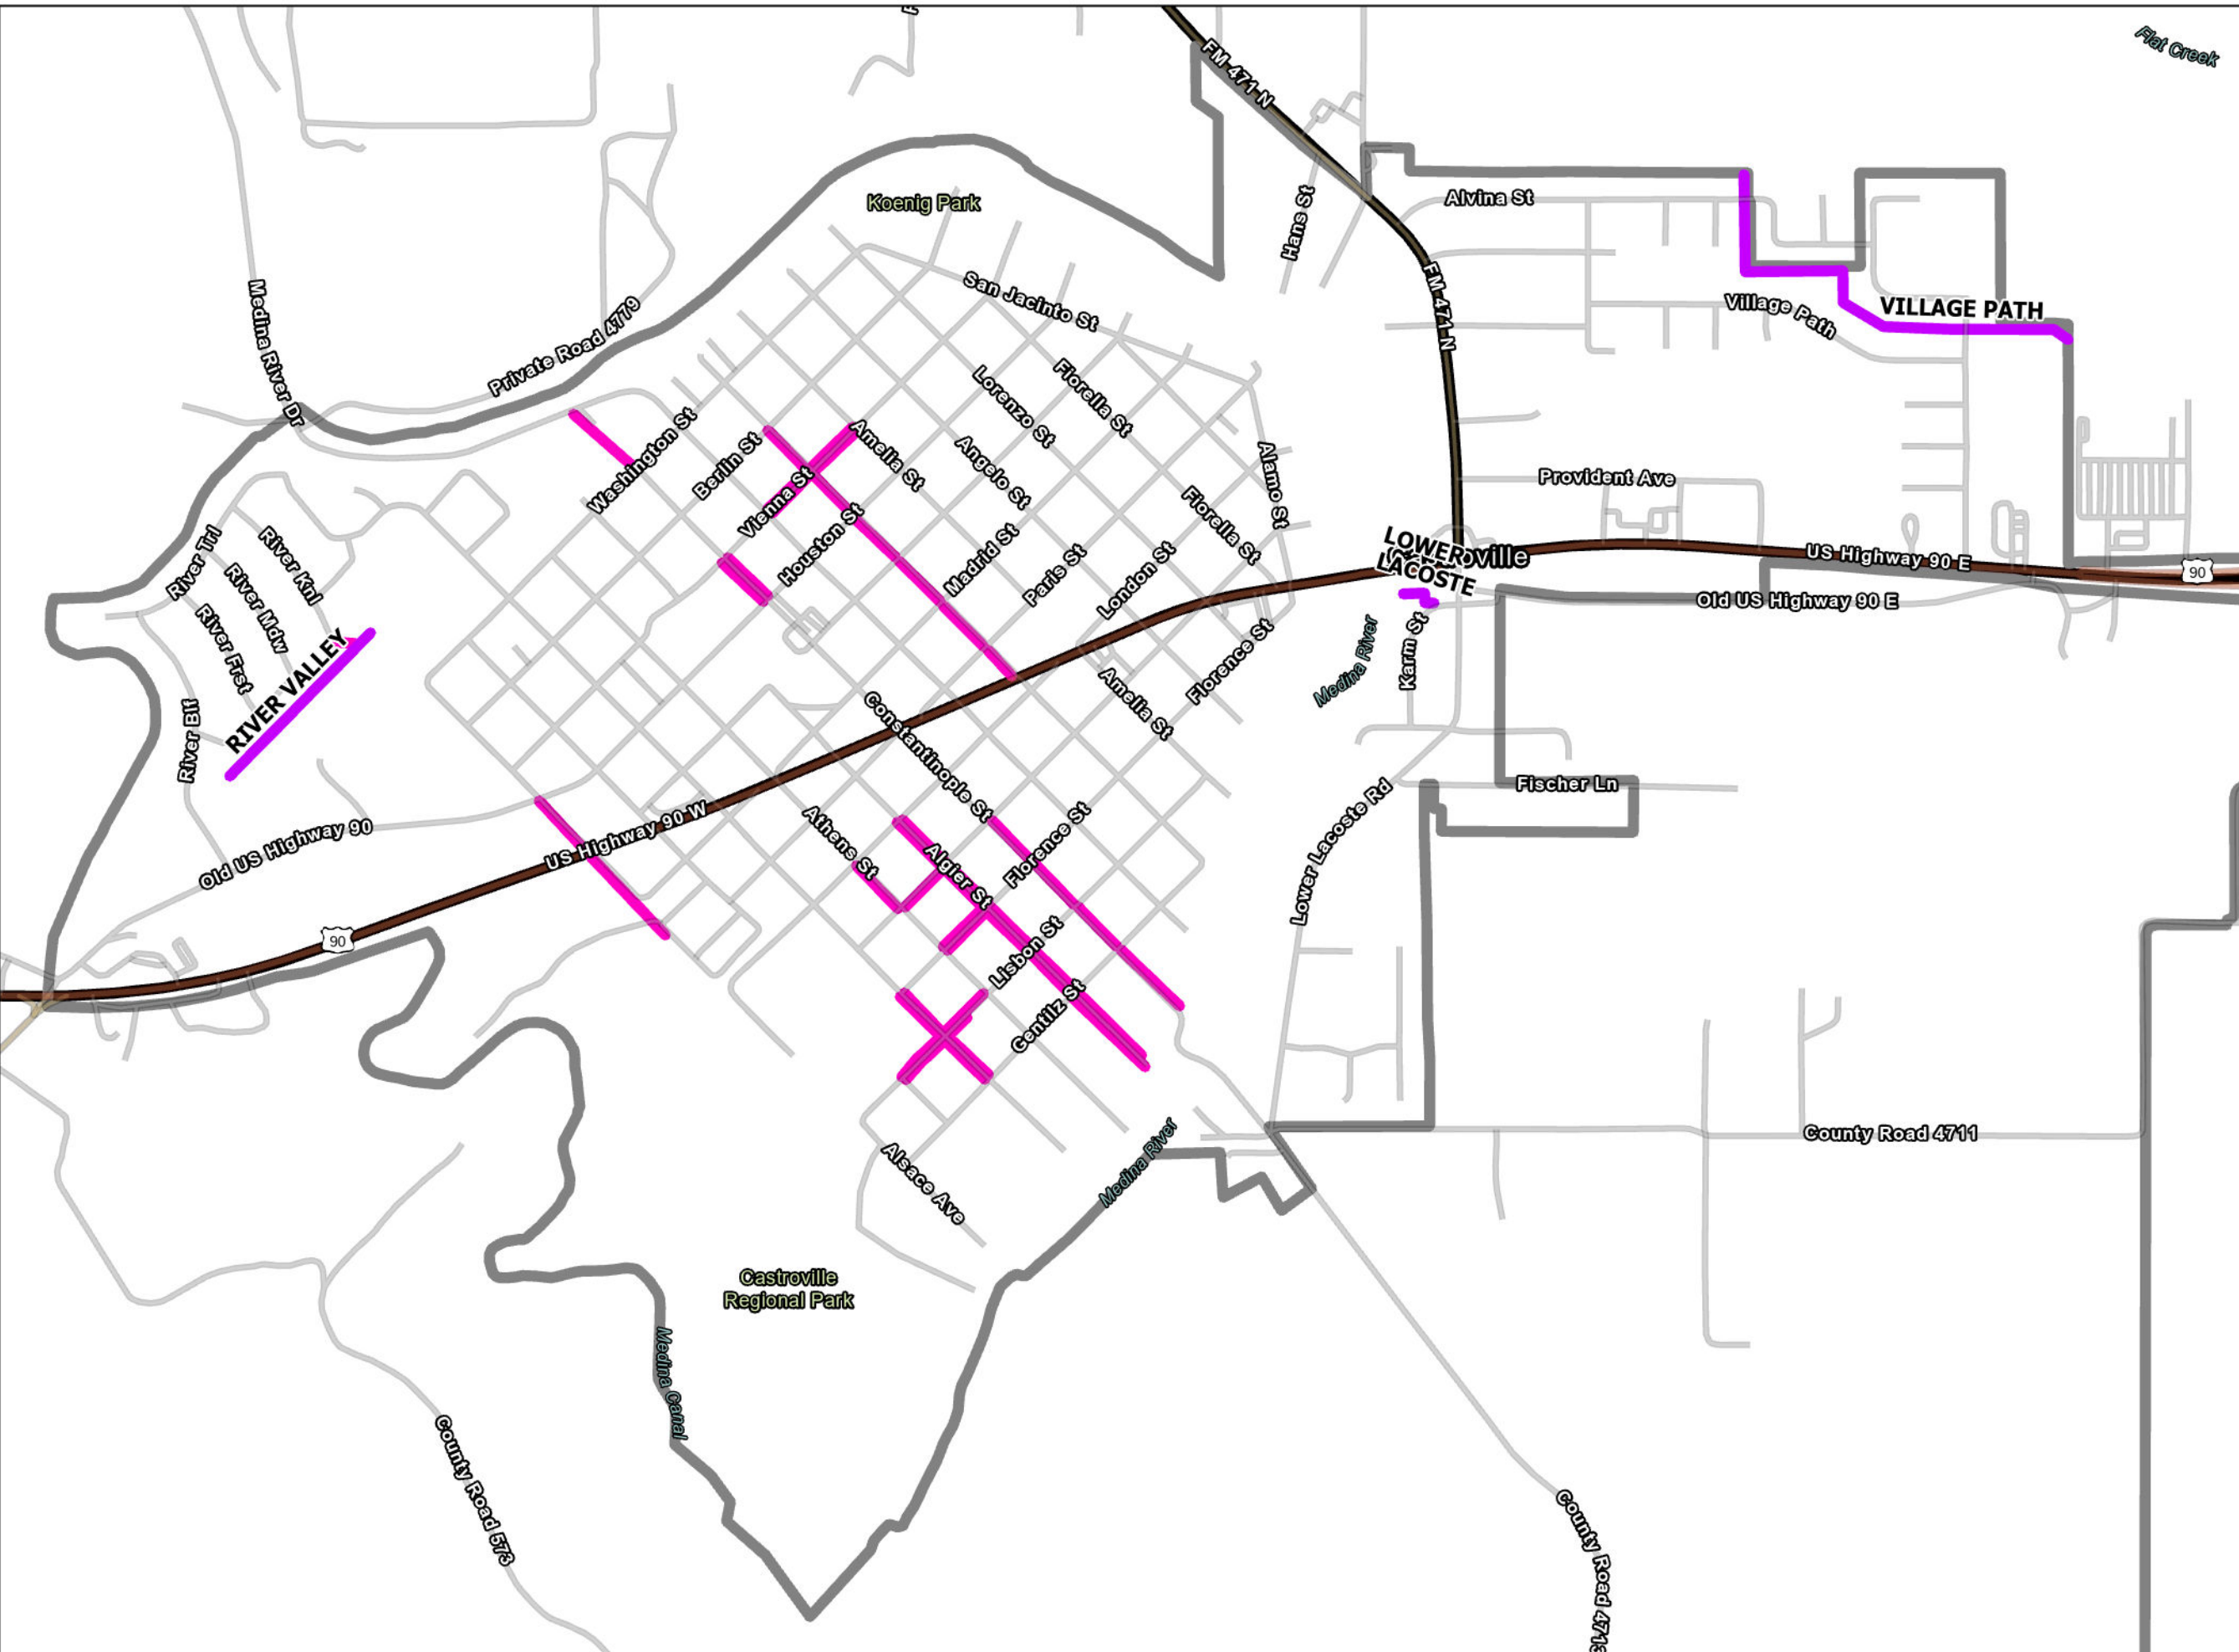 Flat Creek
FM 471 N
Koenig Park
Hans St
Alvina St
San Jacinto St
FM 471 N
Medina River Dr
Private Road 4779
Village Path
VILLAGE PATH
Lorenzo St
Fiorella St
Washington St
Berlin St
Amelia St
Angelo St
Alamo St
Vienna St
Houston St
Fiorella St
Provident Ave
Madrid St
Paris St
London St
LOWER
LACOSTE
US Highway 90 E
90
Old US Highway 90 E
River Trl
River Knl
River Mdw
River Frst
RIVER VALLEY
River Blf
Medina River
Karm St
Florence St
Amelia St
Constantinople St
Fischer Ln
Lower Lacoste Rd
Old US Highway 90
US Highway 90 W
90
Athens St
Algier St
Florence St
Lisbon St
Gentilz St
County Road 4711
Alsace Ave
Medina River
Castroville
Regional Park
Medina Canal
County Road 573
County Road 4713